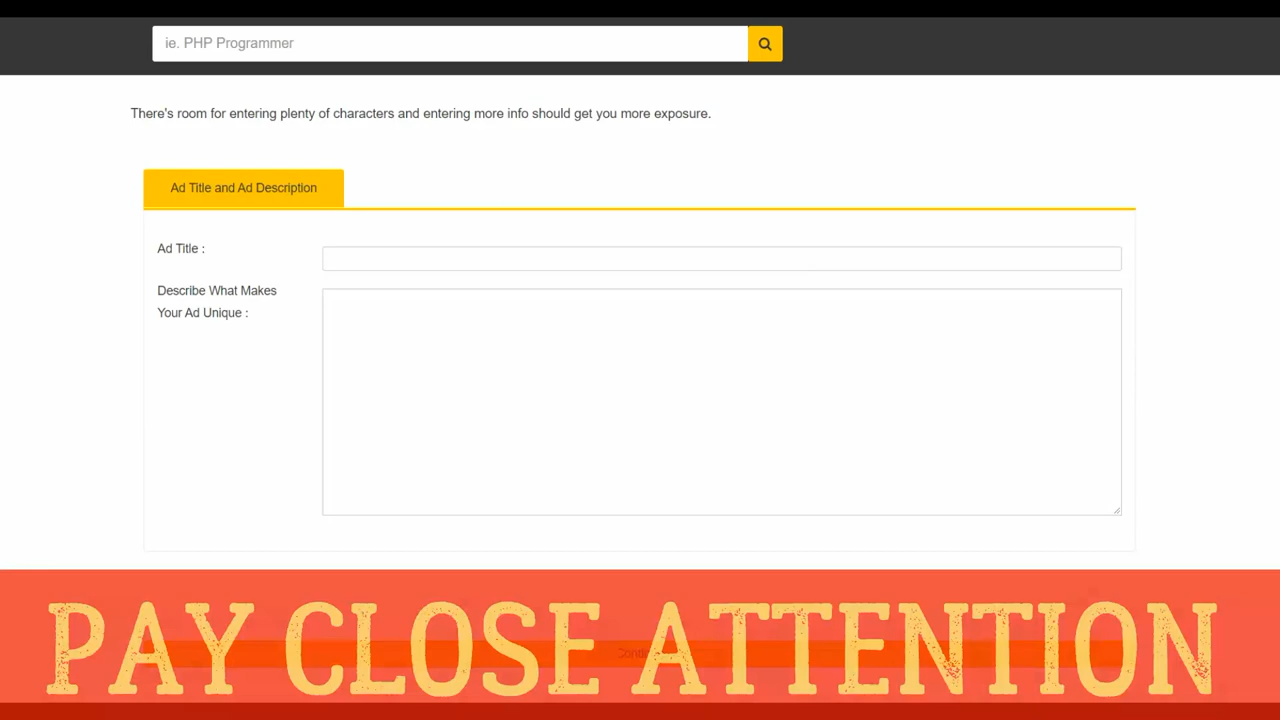 ie. PHP Programmer
There's room for entering plenty of characters and entering more info should get you more exposure.
Ad Title and Ad Description
Ad Title :
Describe What Makes
Your Ad Unique :
PAY CLOSE ATTENTION